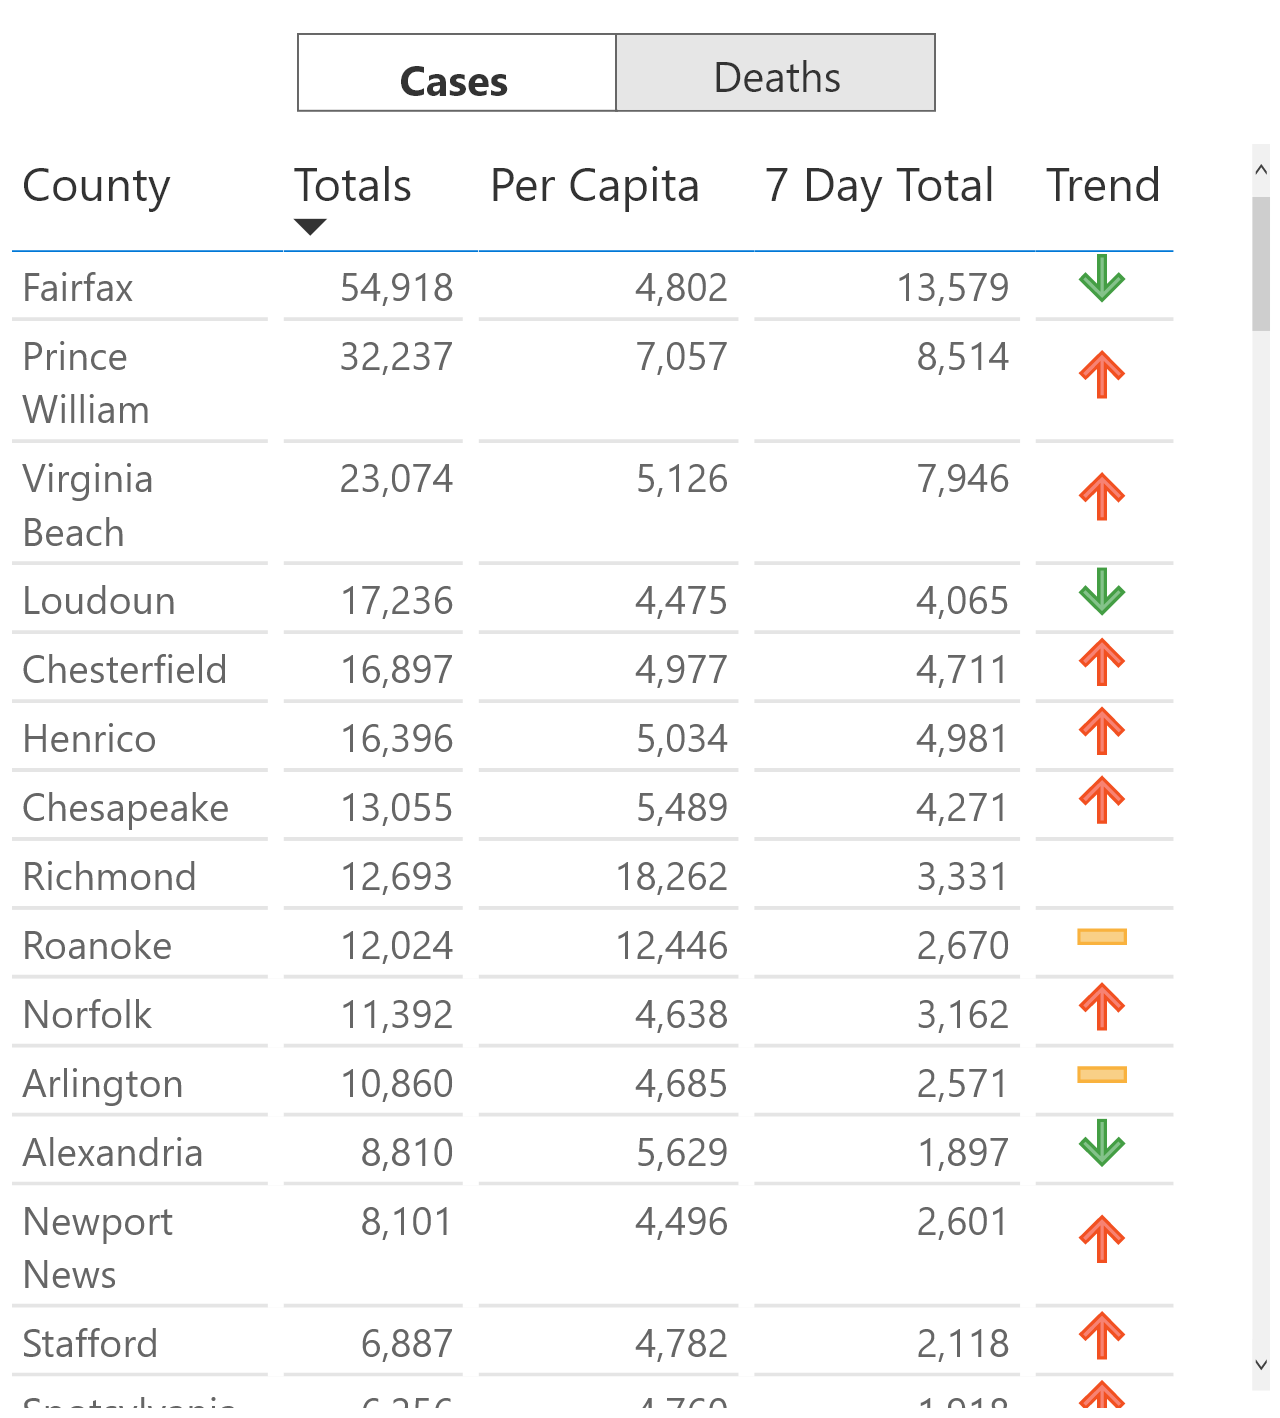 Cases Deaths
County Totals Per Capita 7 Day Total Trend
Fairfax 54,918 4,802 13,579
Prince 32,237 7,057 8,514
William
Virginia 23,074 5,126 7,946
Beach
Loudoun 17,236 4,475 4,065
Chesterfield 16,897 4,977 4,711
Henrico 16,396 5,034 4,981
Chesapeake 13,055 5,489 4,271
Richmond 12,693 18,262 3,331
Roanoke 12,024 12,446 2,670
Norfolk 11,392 4,638 3,162
Arlington 10,860 4,685 2,571
Alexandria 8,810 5,629 1,897
Newport 8,101 4,496 2,601
News
Stafford 6,887 4,782 2,118
Spotsylvania